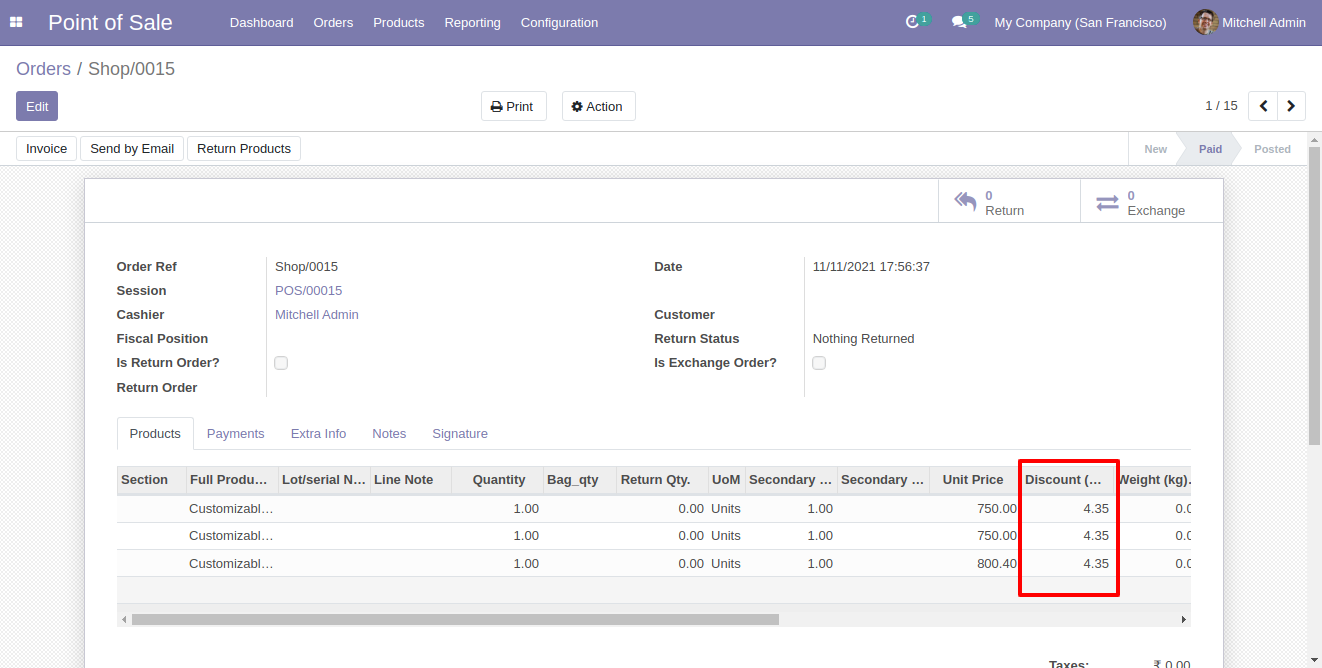 Point of Sale Dashboard Orders Products Reporting Configuration 1 5 My Company (San Francisco) Mitchell Admin
Orders / Shop/0015
Edit Print Action 1 / 15
Invoice Send by Email Return Products New Paid Posted
0 Return 0 Exchange
Order Ref Shop/0015 Date 11/11/2021 17:56:37
Session POS/00015
Cashier Mitchell Admin Customer
Fiscal Position Return Status Nothing Returned
Is Return Order? Is Exchange Order?
Return Order
Products Payments Extra Info Notes Signature
Section Full Produ... Lot/serial N... Line Note Quantity Bag_qty Return Qty. UoM Secondary ... Secondary ... Unit Price Discount (... Weight (kg)...
Customizabl... 1.00 0.00 Units 1.00 750.00 4.35 0.0
Customizabl... 1.00 0.00 Units 1.00 750.00 4.35 0.0
Customizabl... 1.00 0.00 Units 1.00 800.40 4.35 0.0
Taxes: ₹ 0.00